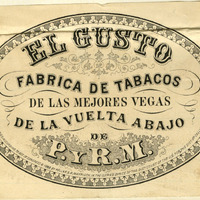 EL GUSTO
FABRICA DE TABACOS
DE LAS MEJORES VEGAS
DE LA VUELTA ABAJO
DE
P. Y R. M.